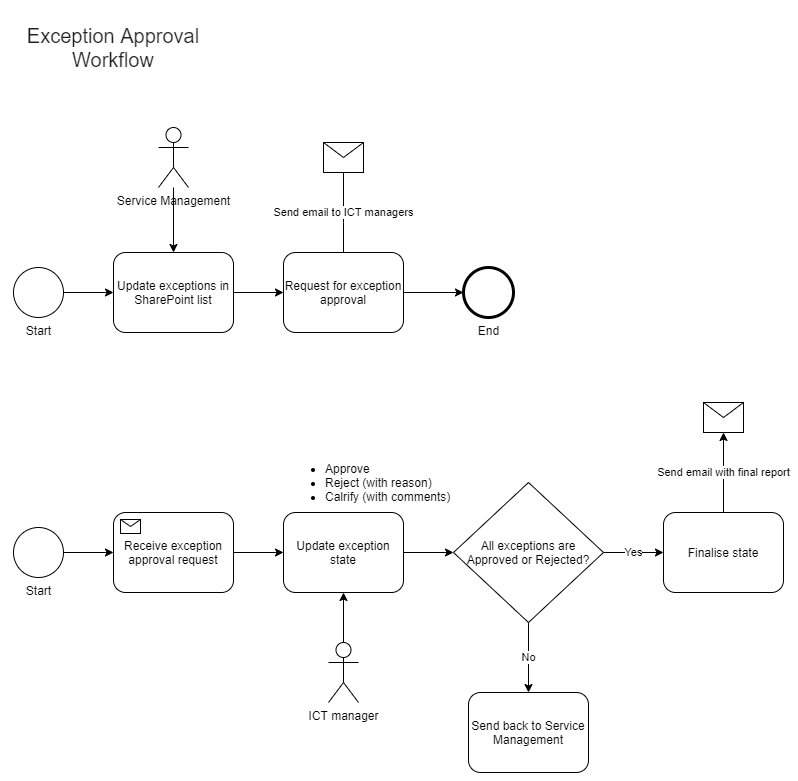 Exception Approval
Workflow
Service Management
Send email to ICT managers
Update exceptions in
SharePoint list
Request for exception
approval
Start
End
Approve
Reject (with reason)
Calrify (with comments)
Send email with final report
Receive exception
approval request
Update exception
state
All exceptions are
Approved or Rejected?
Yes
Finalise state
Start
No
ICT manager
Send back to Service
Management